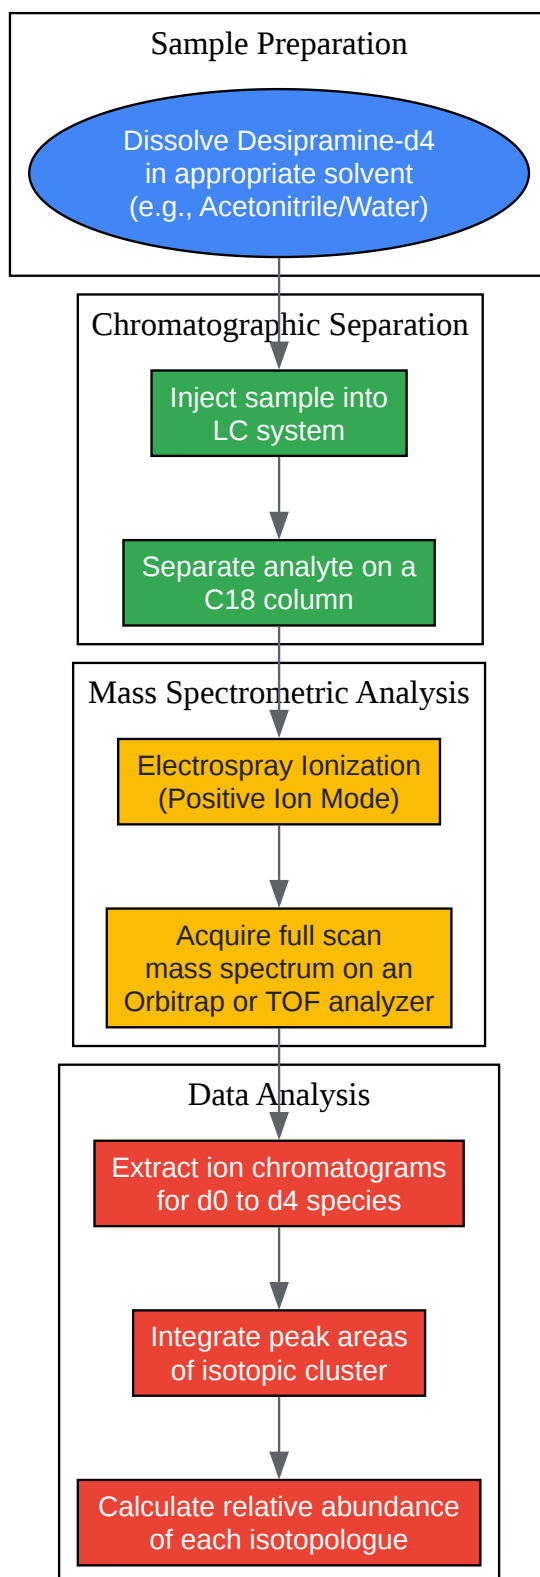 Sample Preparation
Dissolve Desipramine-d4
in appropriate solvent
(e.g., Acetonitrile/Water)
Chromatographic Separation
Inject sample into
LC system
Separate analyte on a
C18 column
Mass Spectrometric Analysis
Electrospray Ionization
(Positive Ion Mode)
Acquire full scan
mass spectrum on an
Orbitrap or TOF analyzer
Data Analysis
Extract ion chromatograms
for d0 to d4 species
Integrate peak areas
of isotopic cluster
Calculate relative abundance
of each isotopologue